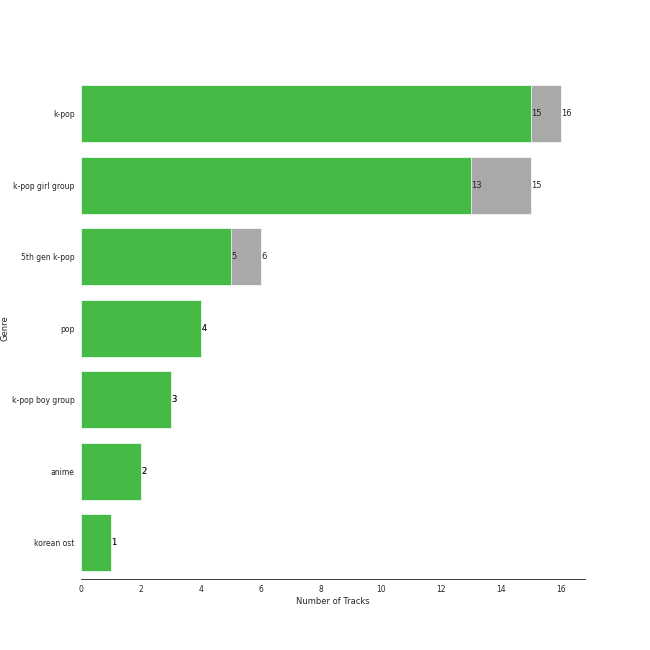 k-pop 15 16
k-pop girl group 13 15
5th gen k-pop 5 6
pop 4
k-pop boy group 3
anime 2
korean ost 1
Genre
0 2 4 6 8 10 12 14 16
Number of Tracks